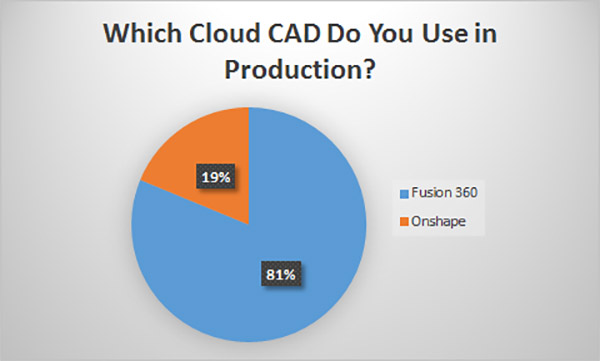 Which Cloud CAD Do You Use in
Production?
19%
Fusion 360
Onshape
81%